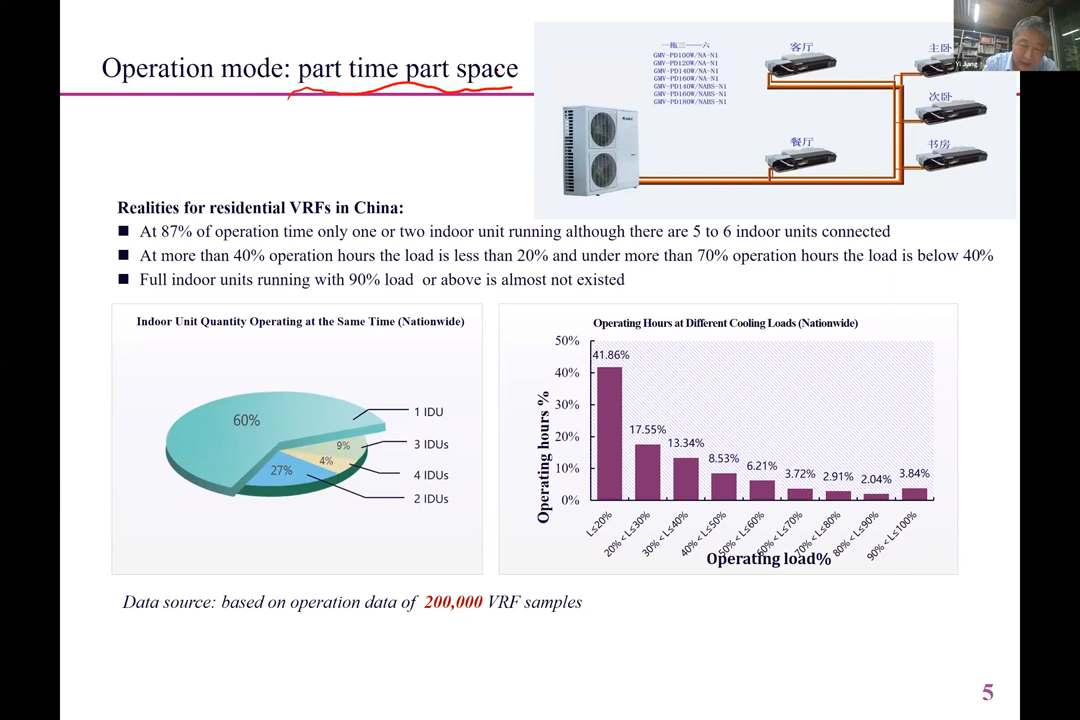 Operation mode: part time part space
一拖三——六
GMV-PD100W/NA-N1
GMV-PD120W/NA-N1
GMV-PD140W/NA-N1
GMV-PD160W/NA-N1
GMV-PD140W/NABS-N1
GMV-PD160W/NABS-N1
GMV-PD180W/NABS-N1
客厅
主卧
次卧
餐厅
书房
Yi Jiang
Realities for residential VRFs in China:
At 87% of operation time only one or two indoor unit running although there are 5 to 6 indoor units connected
At more than 40% operation hours the load is less than 20% and under more than 70% operation hours the load is below 40%
Full indoor units running with 90% load or above is almost not existed
Indoor Unit Quantity Operating at the Same Time (Nationwide)
60%
9%
4%
27%
1 IDU
3 IDUs
4 IDUs
2 IDUs
Operating Hours at Different Cooling Loads (Nationwide)
Operating hours %
50%
40%
30%
20%
10%
0%
41.86%
17.55%
13.34%
8.53%
6.21%
3.72%
2.91%
2.04%
3.84%
L≤20%
20% < L≤30%
30% < L≤40%
40% < L≤50%
50% < L≤60%
60% < L≤70%
70% < L≤80%
80% < L≤90%
90% < L≤100%
Operating load%
Data source: based on operation data of 200,000 VRF samples
5